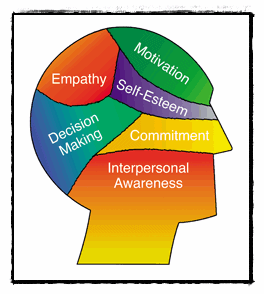 Motivation
Empathy
Self-Esteem
Decision
Making
Commitment
Interpersonal
Awareness